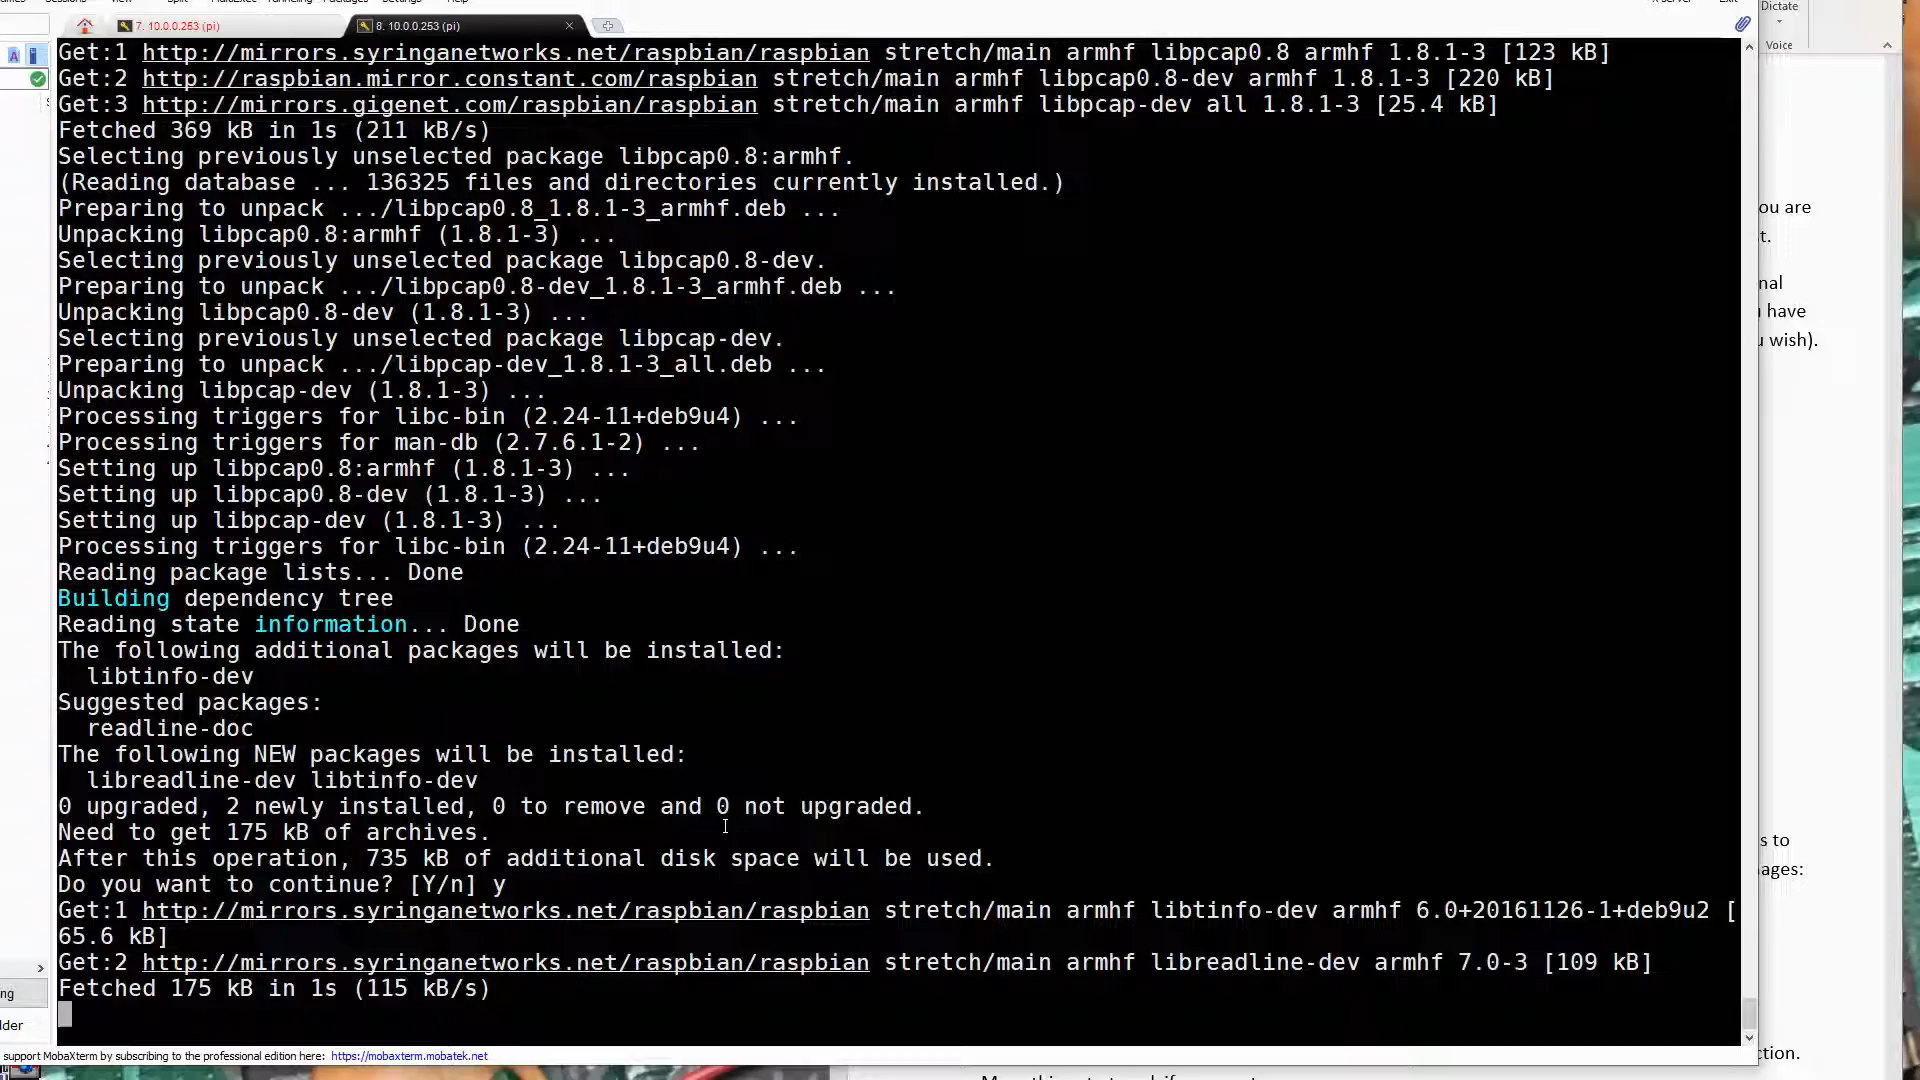 Sessions View Split MultiExec Tunneling Packages Settings Help
X server Exit
7. 10.0.0.253 (pi)
8. 10.0.0.253 (pi)
Dictate
Voice
Get:1 http://mirrors.syringanetworks.net/raspbian/raspbian stretch/main armhf libpcap0.8 armhf 1.8.1-3 [123 kB]
Get:2 http://raspbian.mirror.constant.com/raspbian stretch/main armhf libpcap0.8-dev armhf 1.8.1-3 [220 kB]
Get:3 http://mirrors.gigenet.com/raspbian/raspbian stretch/main armhf libpcap-dev all 1.8.1-3 [25.4 kB]
Fetched 369 kB in 1s (211 kB/s)
Selecting previously unselected package libpcap0.8:armhf.
(Reading database ... 136325 files and directories currently installed.)
Preparing to unpack .../libpcap0.8_1.8.1-3_armhf.deb ...
Unpacking libpcap0.8:armhf (1.8.1-3) ...
Selecting previously unselected package libpcap0.8-dev.
Preparing to unpack .../libpcap0.8-dev_1.8.1-3_armhf.deb ...
Unpacking libpcap0.8-dev (1.8.1-3) ...
Selecting previously unselected package libpcap-dev.
Preparing to unpack .../libpcap-dev_1.8.1-3_all.deb ...
Unpacking libpcap-dev (1.8.1-3) ...
Processing triggers for libc-bin (2.24-11+deb9u4) ...
Processing triggers for man-db (2.7.6.1-2) ...
Setting up libpcap0.8:armhf (1.8.1-3) ...
Setting up libpcap0.8-dev (1.8.1-3) ...
Setting up libpcap-dev (1.8.1-3) ...
Processing triggers for libc-bin (2.24-11+deb9u4) ...
Reading package lists... Done
Building dependency tree
Reading state information... Done
The following additional packages will be installed:
libtinfo-dev
Suggested packages:
readline-doc
The following NEW packages will be installed:
libreadline-dev libtinfo-dev
0 upgraded, 2 newly installed, 0 to remove and 0 not upgraded.
Need to get 175 kB of archives.
After this operation, 735 kB of additional disk space will be used.
Do you want to continue? [Y/n] y
Get:1 http://mirrors.syringanetworks.net/raspbian/raspbian stretch/main armhf libtinfo-dev armhf 6.0+20161126-1+deb9u2 [
65.6 kB]
Get:2 http://mirrors.syringanetworks.net/raspbian/raspbian stretch/main armhf libreadline-dev armhf 7.0-3 [109 kB]
Fetched 175 kB in 1s (115 kB/s)
ou are
t.
nal
have
u wish).
s to
ages:
ction.
ng
lder
support MobaXterm by subscribing to the professional edition here: https://mobaxterm.mobatek.net